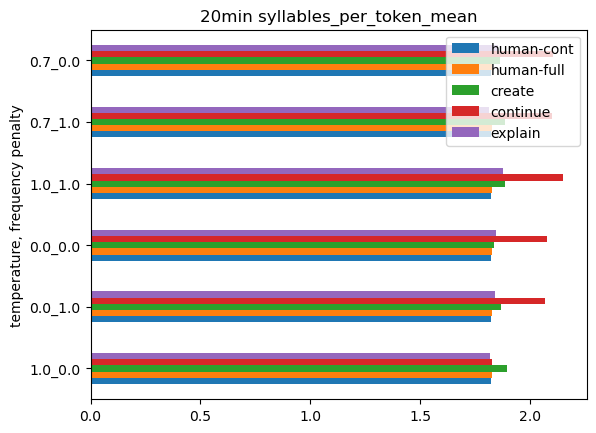 20min syllables_per_token_mean
temperature, frequency penalty
0.7_0.0
0.7_1.0
1.0_1.0
0.0_0.0
0.0_1.0
1.0_0.0
human-cont
human-full
create
continue
explain
0.0
0.5
1.0
1.5
2.0